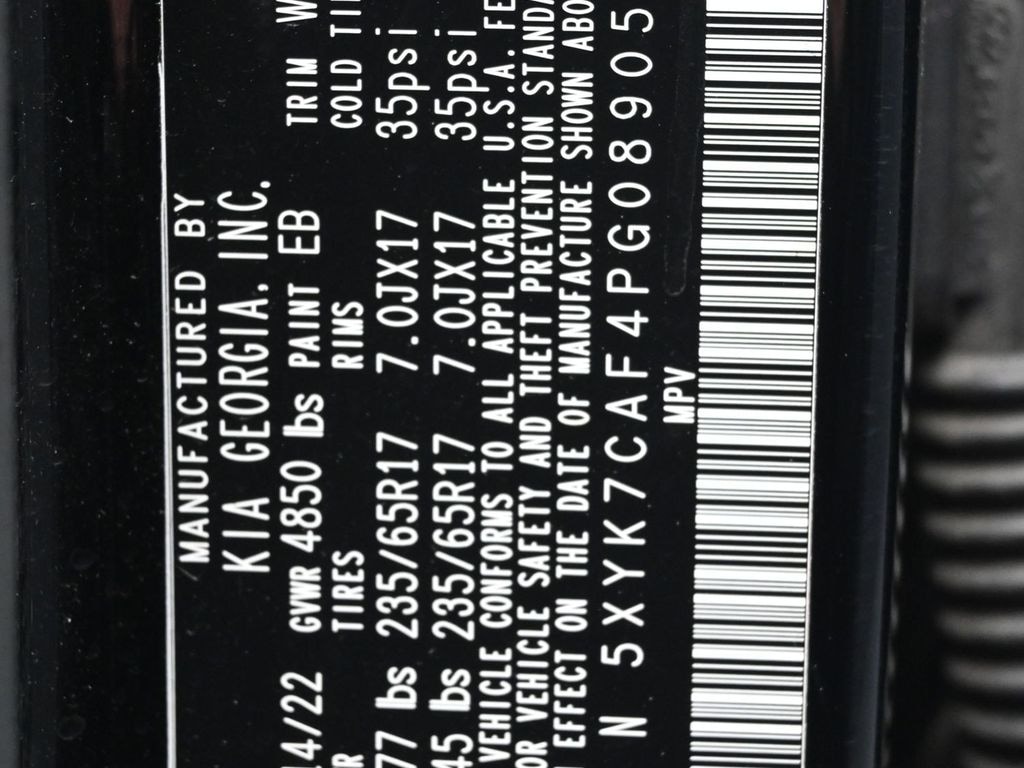 MANUFACTURED BY
KIA GEORGIA, INC.
14/22 GVWR 4850 lbs PAINT EB TRIM W
TIRES RIMS COLD TI
77 lbs 235/65R17 7.0JX17 35psi
45 lbs 235/65R17 7.0JX17 35psi
VEHICLE CONFORMS TO ALL APPLICABLE U.S.A. FE
OR VEHICLE SAFETY AND THEFT PREVENTION STANDA
EFFECT ON THE DATE OF MANUFACTURE SHOWN ABO
N 5XYK7CAF4PG08905
MPV